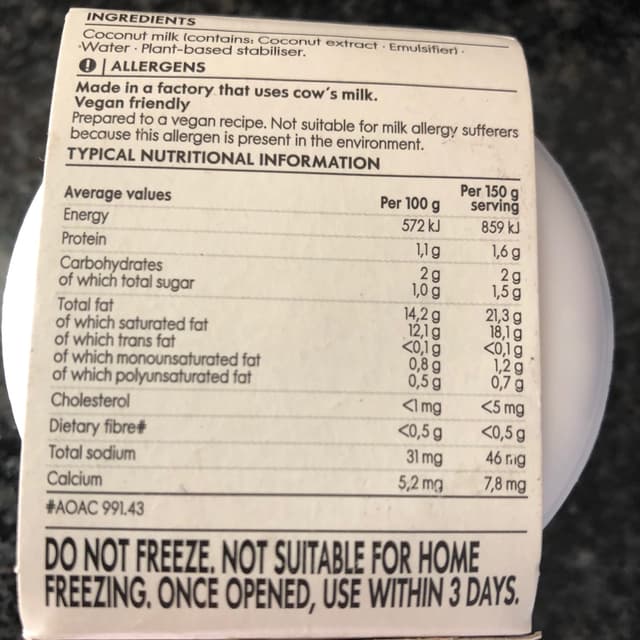 INGREDIENTS
Coconut milk (contains: Coconut extract · Emulsifier) ·
·Water · Plant-based stabiliser.
! | ALLERGENS
Made in a factory that uses cow's milk.
Vegan friendly
Prepared to a vegan recipe. Not suitable for milk allergy sufferers
because this allergen is present in the environment.
TYPICAL NUTRITIONAL INFORMATION
Average values Per 100 g Per 150 g serving
Energy 572 kJ 859 kJ
Protein 1,1 g 1,6 g
Carbohydrates 2 g 2 g
of which total sugar 1,0 g 1,5 g
Total fat 14,2 g 21,3 g
of which saturated fat 12,1 g 18,1 g
of which trans fat <0,1 g <0,1 g
of which monounsaturated fat 0,8 g 1,2 g
of which polyunsaturated fat 0,5 g 0,7 g
Cholesterol <1 mg <5 mg
Dietary fibre# <0,5 g <0,5 g
Total sodium 31 mg 46 mg
Calcium 5,2 mg 7,8 mg
#AOAC 991.43
DO NOT FREEZE. NOT SUITABLE FOR HOME
FREEZING. ONCE OPENED, USE WITHIN 3 DAYS.